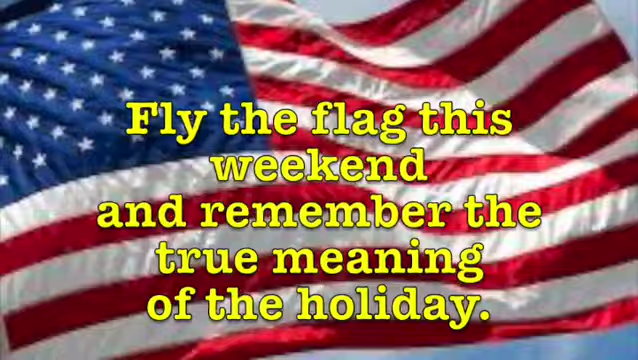 Fly the flag this
weekend
and remember the
true meaning
of the holiday.